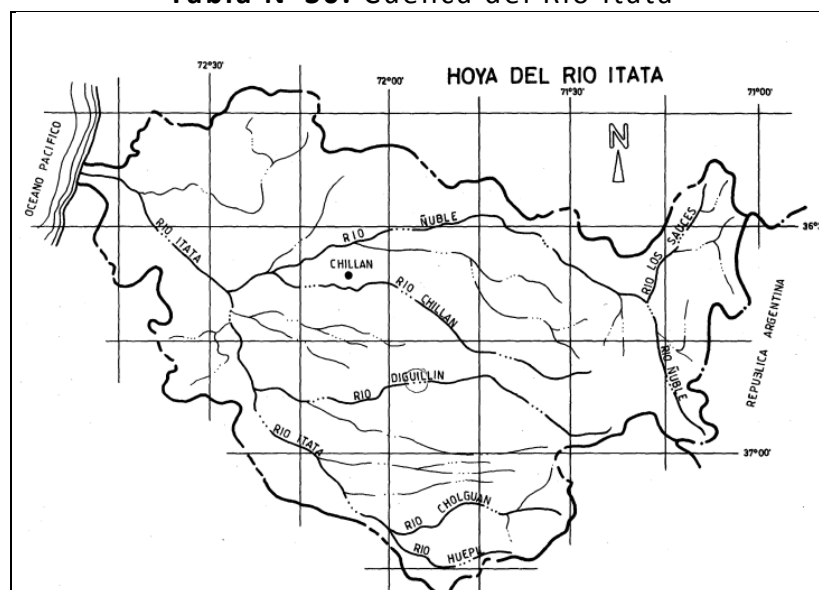 Cuenca del Río Itata
72°30'
72°00'
HOYA DEL RIO ITATA
71°30'
71°00'
OCEANO PACIFICO
N
RIO ITATA
RIO ÑUBLE
RIO LOS SAUCES
CHILLAN
RIO CHILLAN
REPUBLICA ARGENTINA
RIO DIGUILLIN
RIO ÑUBLE
RIO ITATA
37°00'
RIO CHOLGUAN
RIO HUEPIL